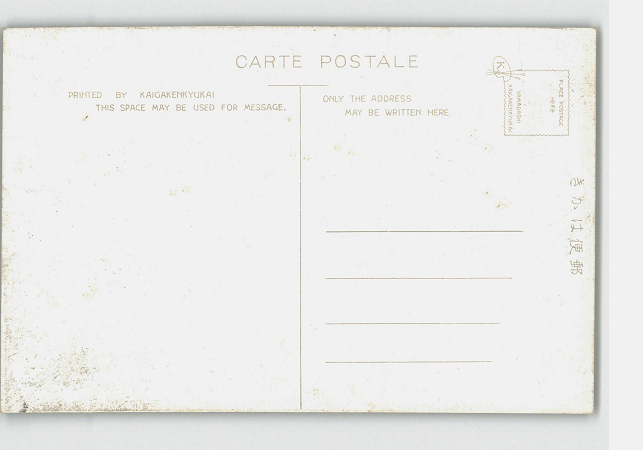 CARTE POSTALE
PRINTED BY KAIGAKENKYUKAI
THIS SPACE MAY BE USED FOR MESSAGE.
ONLY THE ADDRESS
MAY BE WRITTEN HERE
K
PLACE POSTAGE
HERE
KAIGAKENKYUKAI
きかは便郵